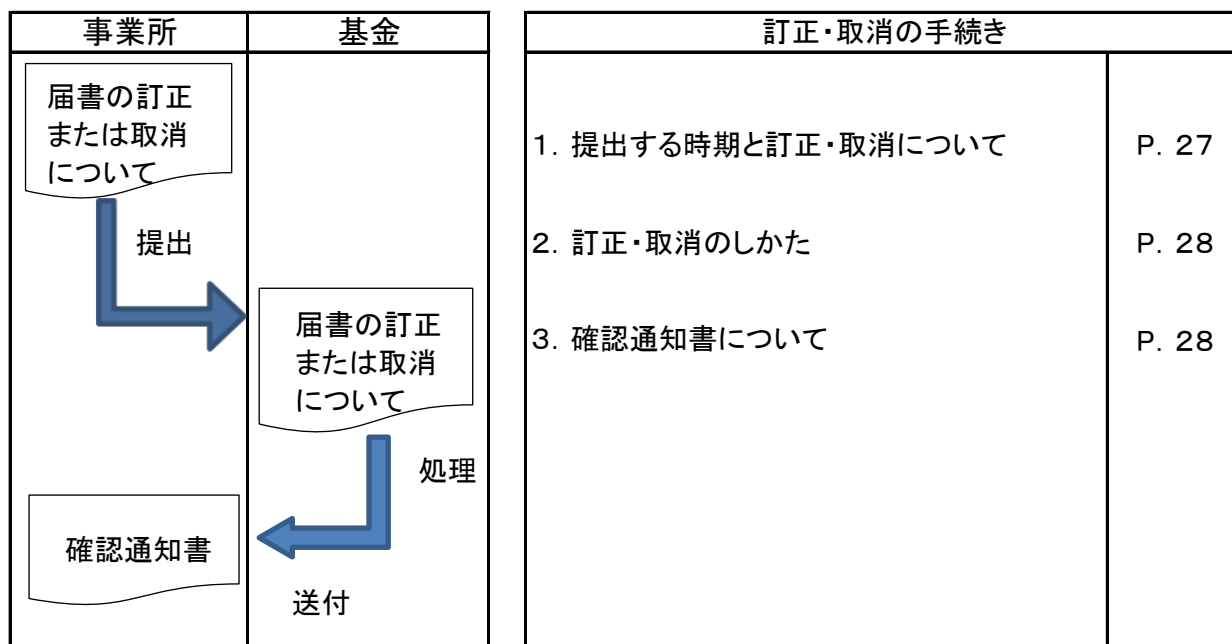 事業所
基金
届書の訂正
または取消
について
提出
届書の訂正
または取消
について
処理
確認通知書
送付
訂正・取消の手続き
1. 提出する時期と訂正・取消について P. 27
2. 訂正・取消のしかた P. 28
3. 確認通知書について P. 28